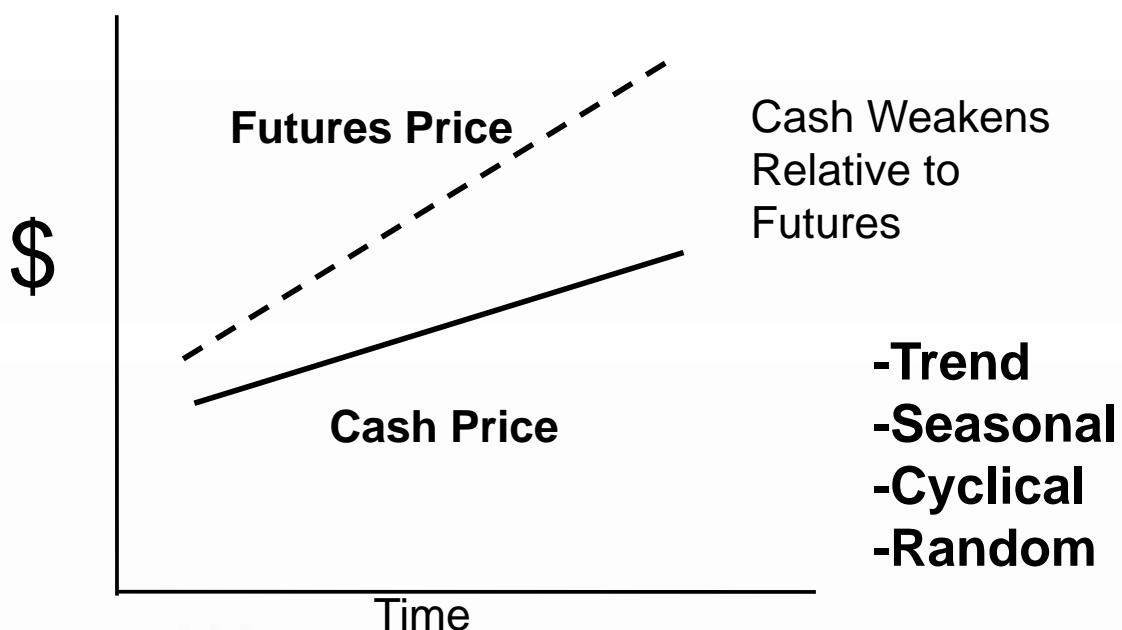 Futures Price
Cash Weakens
Relative to
Futures
$
Cash Price
-Trend
-Seasonal
-Cyclical
-Random
Time